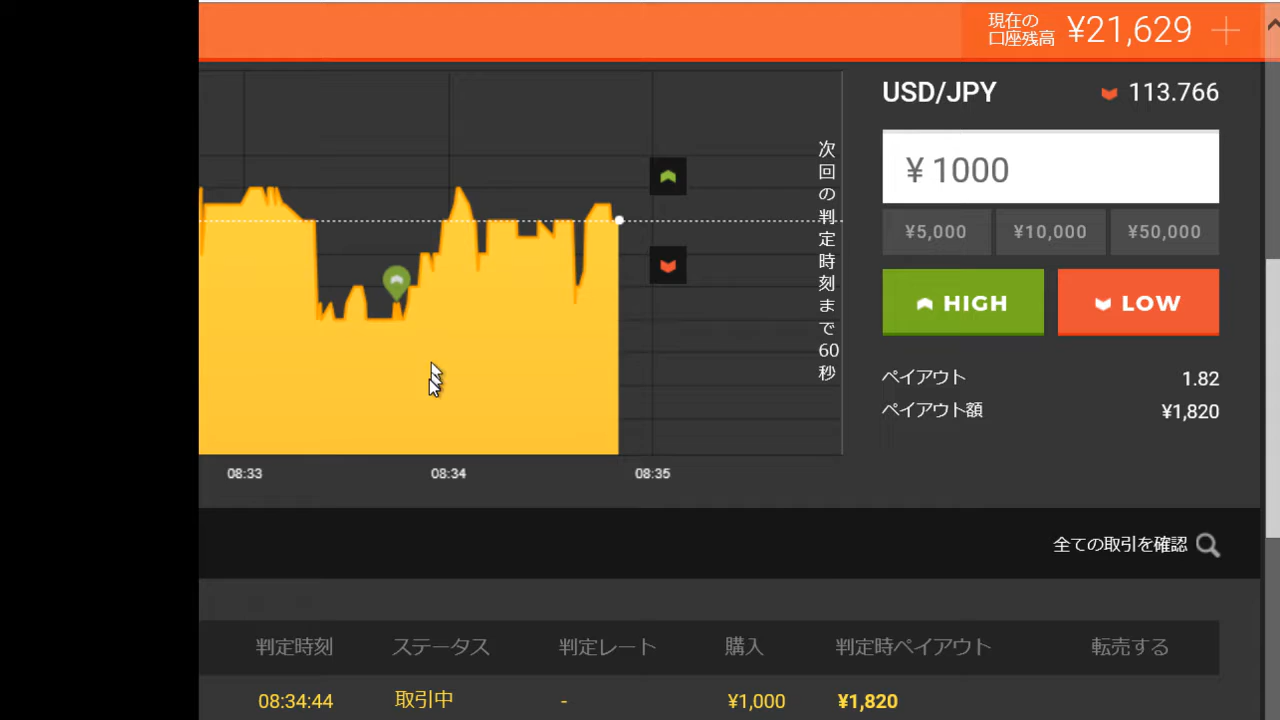 現在の
口座残高
¥21,629
USD/JPY
113.766
¥ 1000
¥5,000
¥10,000
¥50,000
HIGH
LOW
ペイアウト
1.82
ペイアウト額
¥1,820
次回の判定時刻まで60秒
08:33
08:34
08:35
全ての取引を確認
判定時刻 ステータス 判定レート 購入 判定時ペイアウト 転売する
08:34:44 取引中 - ¥1,000 ¥1,820